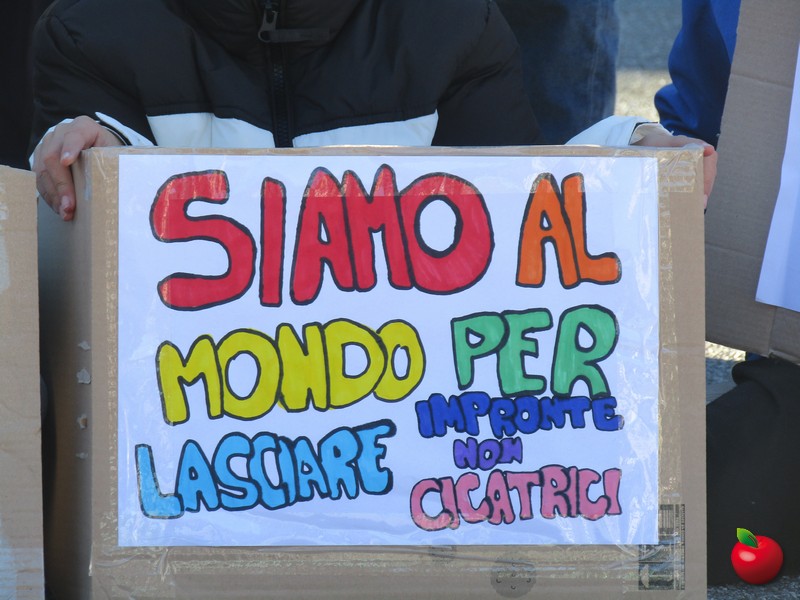 SIAMO AL
MONDO PER
LASCIARE IMPRONTE
NON
CICATRICI